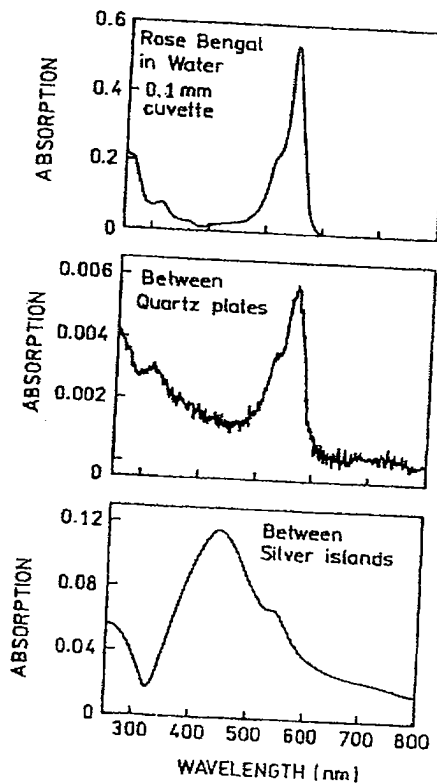 0.6
0.4
0.2
0
ABSORPTION
Rose Bengal
in Water
0.1 mm
cuvette
0.006
0.004
0.002
0
ABSORPTION
Between
Quartz plates
0.12
0.08
0.04
0
ABSORPTION
Between
Silver islands
300 400 500 600 700 800
WAVELENGTH (nm)